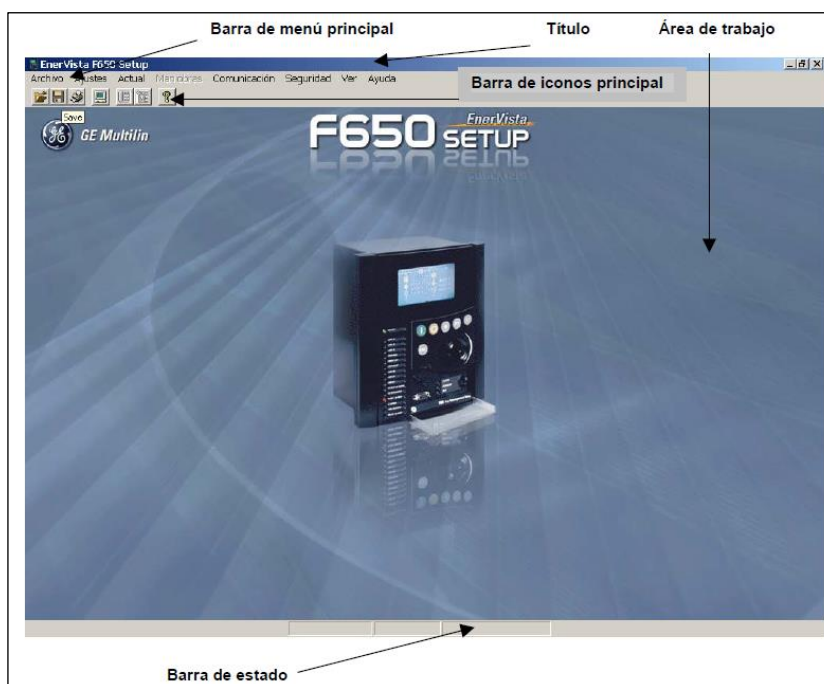 Barra de menú principal Título Área de trabajo
EnerVista F650 Setup
Archivo Ajustes Actual Maniobras Comunicación Seguridad Ver Ayuda
Barra de iconos principal
Save
GE Multilin
F650 EnerVista
SETUP
Barra de estado